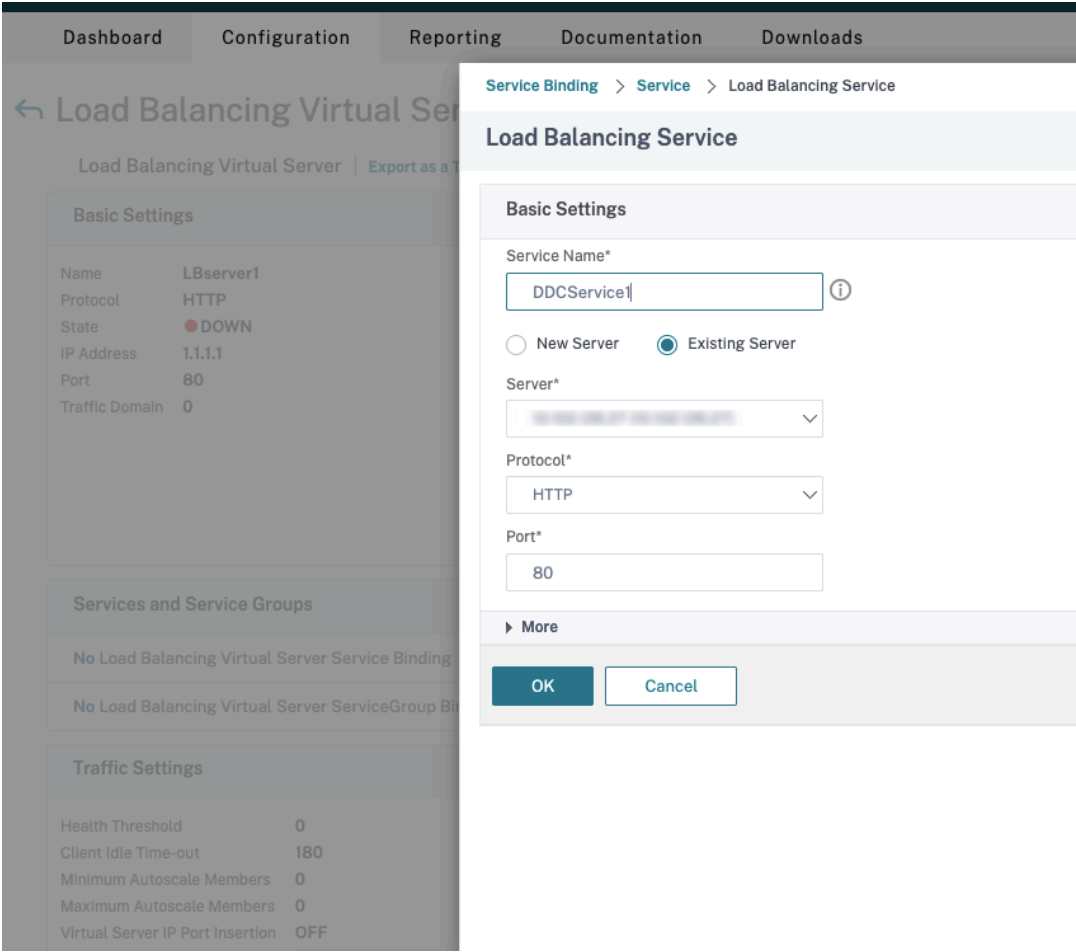 Dashboard Configuration Reporting Documentation Downloads
Load Balancing Virtual Ser
Load Balancing Virtual Server | Export as a T
Basic Settings
Name LBserver1
Protocol HTTP
State DOWN
IP Address 1.1.1.1
Port 80
Traffic Domain 0
Services and Service Groups
No Load Balancing Virtual Server Service Binding
No Load Balancing Virtual Server ServiceGroup Bi
Traffic Settings
Health Threshold 0
Client Idle Time-out 180
Minimum Autoscale Members 0
Maximum Autoscale Members 0
Virtual Server IP Port Insertion OFF
Service Binding > Service > Load Balancing Service
Load Balancing Service
Basic Settings
Service Name*
DDCService1
New Server Existing Server
Server*
Protocol*
HTTP
Port*
80
More
OK Cancel